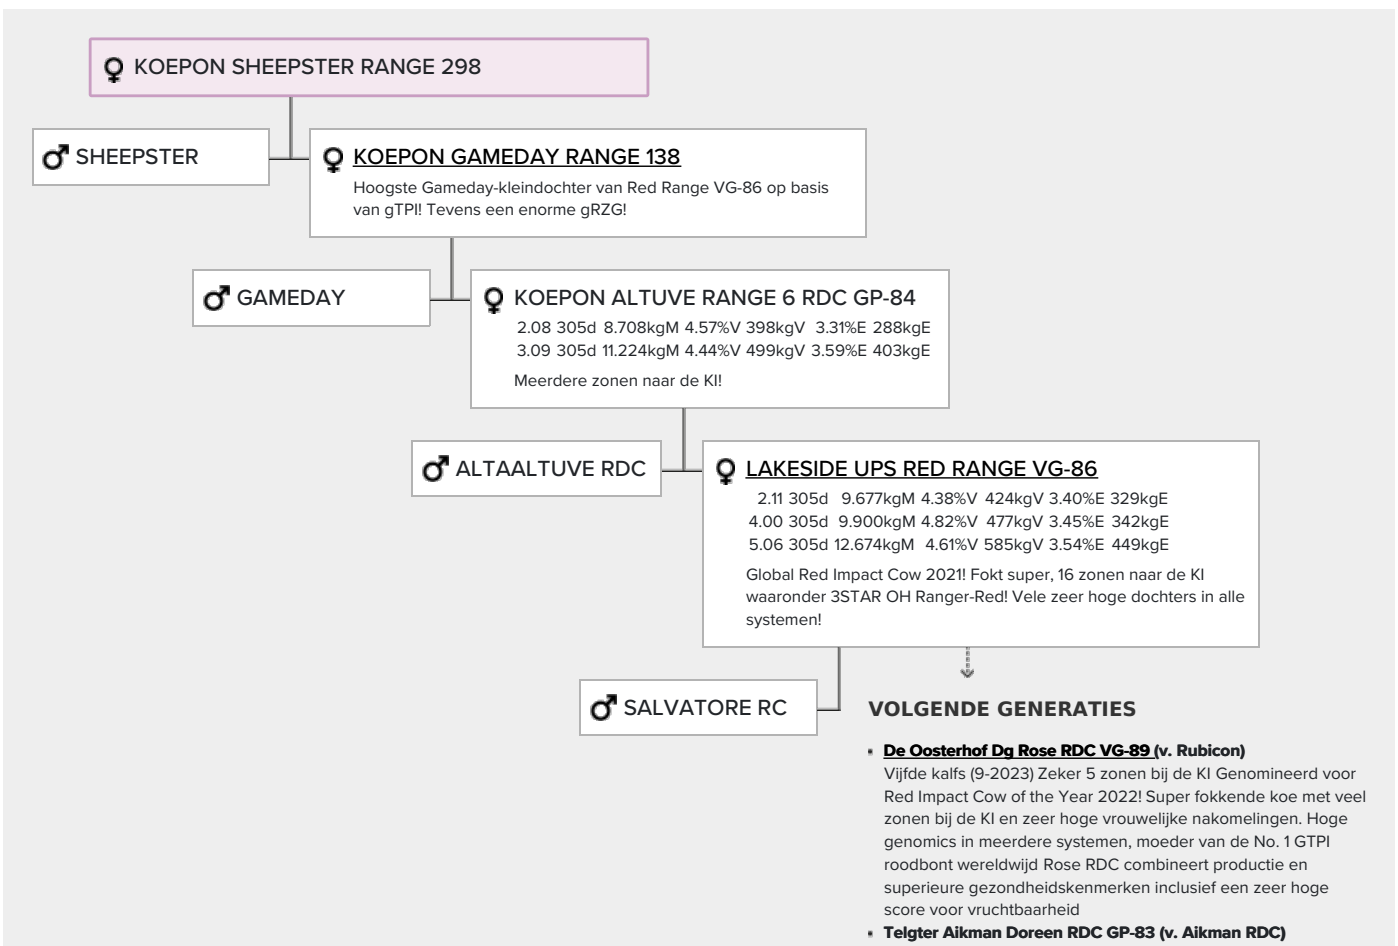 KOEPON SHEEPSTER RANGE 298
SHEEPSTER
KOEPON GAMEDAY RANGE 138
Hoogste Gameday-kleindochter van Red Range VG-86 op basis
van gTPI! Tevens een enorme gRZG!
GAMEDAY
KOEPON ALTUVE RANGE 6 RDC GP-84
2.08 305d 8.708kgM 4.57%V 398kgV 3.31%E 288kgE
3.09 305d 11.224kgM 4.44%V 499kgV 3.59%E 403kgE
Meerdere zonen naar de KI!
ALTAALTUVE RDC
LAKESIDE UPS RED RANGE VG-86
2.11 305d 9.677kgM 4.38%V 424kgV 3.40%E 329kgE
4.00 305d 9.900kgM 4.82%V 477kgV 3.45%E 342kgE
5.06 305d 12.674kgM 4.61%V 585kgV 3.54%E 449kgE
Global Red Impact Cow 2021! Fokt super, 16 zonen naar de KI
waaronder 3STAR OH Ranger-Red! Vele zeer hoge dochters in alle
systemen!
SALVATORE RC
VOLGENDE GENERATIES
▪ De Oosterhof Dg Rose RDC VG-89 (v. Rubicon)
Vijfde kalfs (9-2023) Zeker 5 zonen bij de KI Genomineerd voor
Red Impact Cow of the Year 2022! Super fokkende koe met veel
zonen bij de KI en zeer hoge vrouwelijke nakomelingen. Hoge
genomics in meerdere systemen, moeder van de No. 1 GTPI
roodbont wereldwijd Rose RDC combineert productie en
superieure gezondheidskenmerken inclusief een zeer hoge
score voor vruchtbaarheid
▪ Telgter Aikman Doreen RDC GP-83 (v. Aikman RDC)